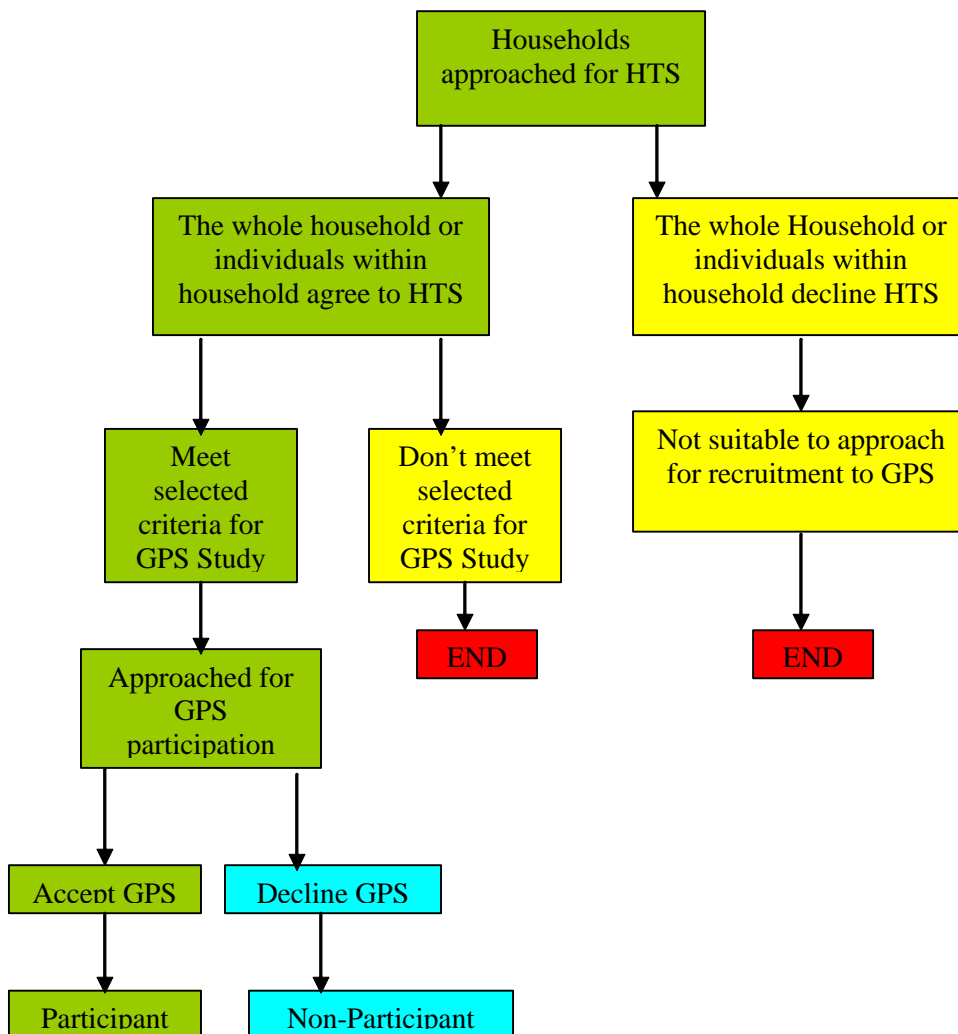 Households
approached for HTS
The whole household or
individuals within
household agree to HTS
The whole Household or
individuals within
household decline HTS
Meet
selected
criteria for
GPS Study
Don’t meet
selected
criteria for
GPS Study
Not suitable to approach
for recruitment to GPS
END
END
Approached for
GPS
participation
Accept GPS
Decline GPS
Participant
Non-Participant